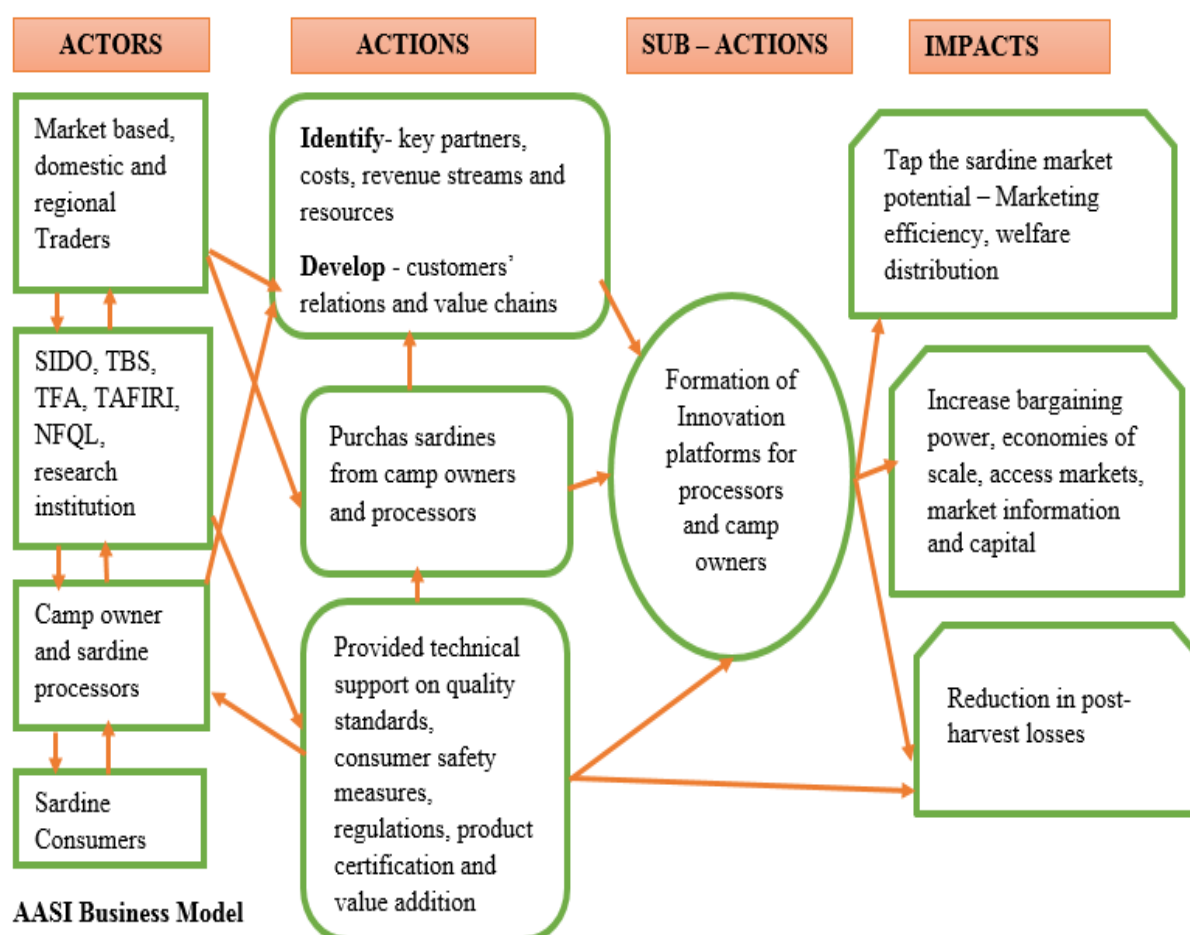 ACTORS
ACTIONS
SUB – ACTIONS
IMPACTS
Market based,
domestic and
regional
Traders
SIDO, TBS,
TFA, TAFIRI,
NFQL,
research
institution
Camp owner
and sardine
processors
Sardine
Consumers
Identify- key partners,
costs, revenue streams and
resources
Develop - customers’
relations and value chains
Purchas sardines
from camp owners
and processors
Provided technical
support on quality
standards,
consumer safety
measures,
regulations, product
certification and
value addition
Formation of
Innovation
platforms for
processors
and camp
owners
Tap the sardine market
potential – Marketing
efficiency, welfare
distribution
Increase bargaining
power, economies of
scale, access markets,
market information
and capital
Reduction in post-
harvest losses
AASI Business Model